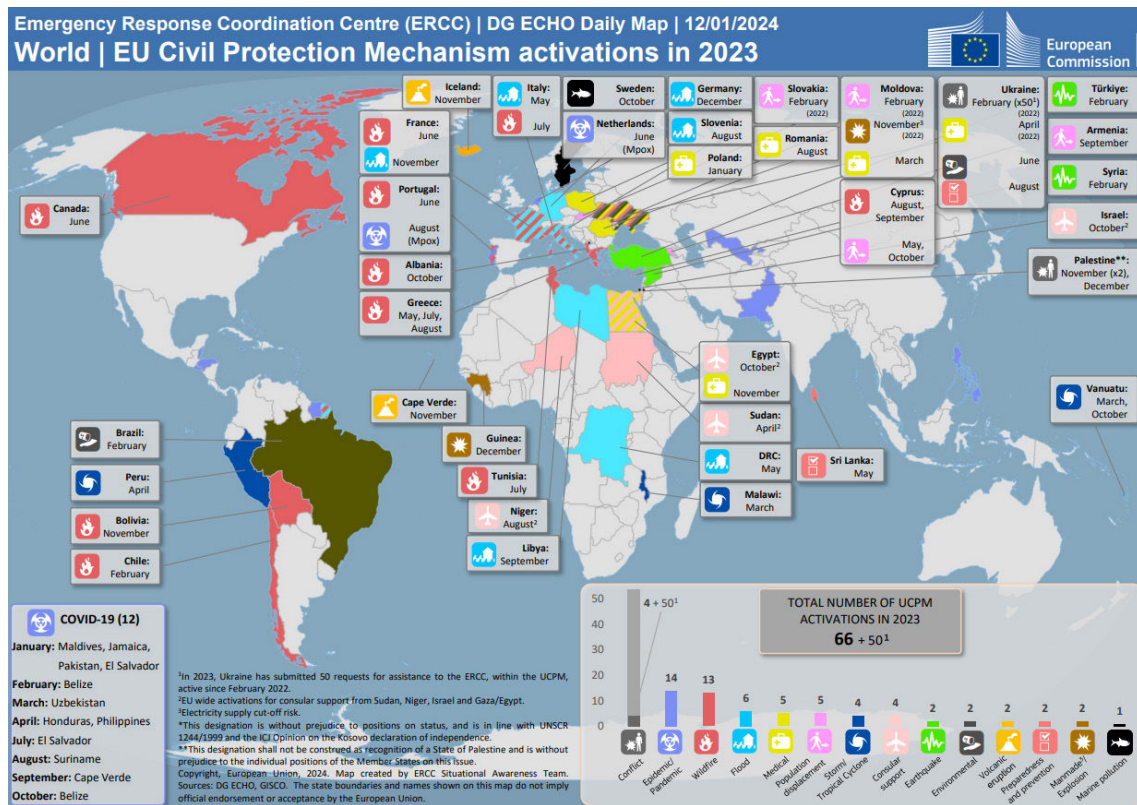 Emergency Response Coordination Centre (ERCC) | DG ECHO Daily Map | 12/01/2024
World | EU Civil Protection Mechanism activations in 2023
European
Commission
Iceland:
November
Italy:
May
July
Sweden:
October
Netherlands:
June
(Mpox)
Germany:
December
Slovenia:
August
Poland:
January
Slovakia:
February
(2022)
Romania:
August
Moldova:
February
(2022)
November³
(2022)
March
Ukraine:
February (x50¹)
(2022)
April
(2022)
June
August
Türkiye:
February
Armenia:
September
Syria:
February
Israel:
October²
Palestine**:
November (x2),
December
Cyprus:
August,
September
May,
October
France:
June
November
Portugal:
June
August
(Mpox)
Albania:
October
Greece:
May, July,
August
Canada:
June
Cape Verde:
November
Guinea:
December
Tunisia:
July
Niger:
August²
Libya:
September
Egypt:
October²
November
Sudan:
April²
DRC:
May
Malawi:
March
Sri Lanka:
May
Vanuatu:
March,
October
Brazil:
February
Peru:
April
Bolivia:
November
Chile:
February
COVID-19 (12)
January: Maldives, Jamaica,
Pakistan, El Salvador
February: Belize
March: Uzbekistan
April: Honduras, Philippines
July: El Salvador
August: Suriname
September: Cape Verde
October: Belize
¹In 2023, Ukraine has submitted 50 requests for assistance to the ERCC, within the UCPM,
active since February 2022.
²EU wide activations for consular support from Sudan, Niger, Israel and Gaza/Egypt.
³Electricity supply cut-off risk.
*This designation is without prejudice to positions on status, and is in line with UNSCR
1244/1999 and the ICJ Opinion on the Kosovo declaration of independence.
**This designation shall not be construed as recognition of a State of Palestine and is without
prejudice to the individual positions of the Member States on this issue.
Copyright, European Union, 2024. Map created by ERCC Situational Awareness Team.
Sources: DG ECHO, GISCO. The state boundaries and names shown on this map do not imply
official endorsement or acceptance by the European Union.
TOTAL NUMBER OF UCPM
ACTIVATIONS IN 2023
66 + 50¹
50
40
30
20
10
0
4 + 50¹
14
13
6
5
5
4
4
2
2
2
2
2
1
Conflict
Epidemic/
Pandemic
Wildfire
Flood
Medical
Population
displacement
Storm/
Tropical Cyclone
Consular
support
Earthquake
Environmental
Volcanic
eruption
Preparedness
and prevention
Manmade³/
Explosion
Marine pollution